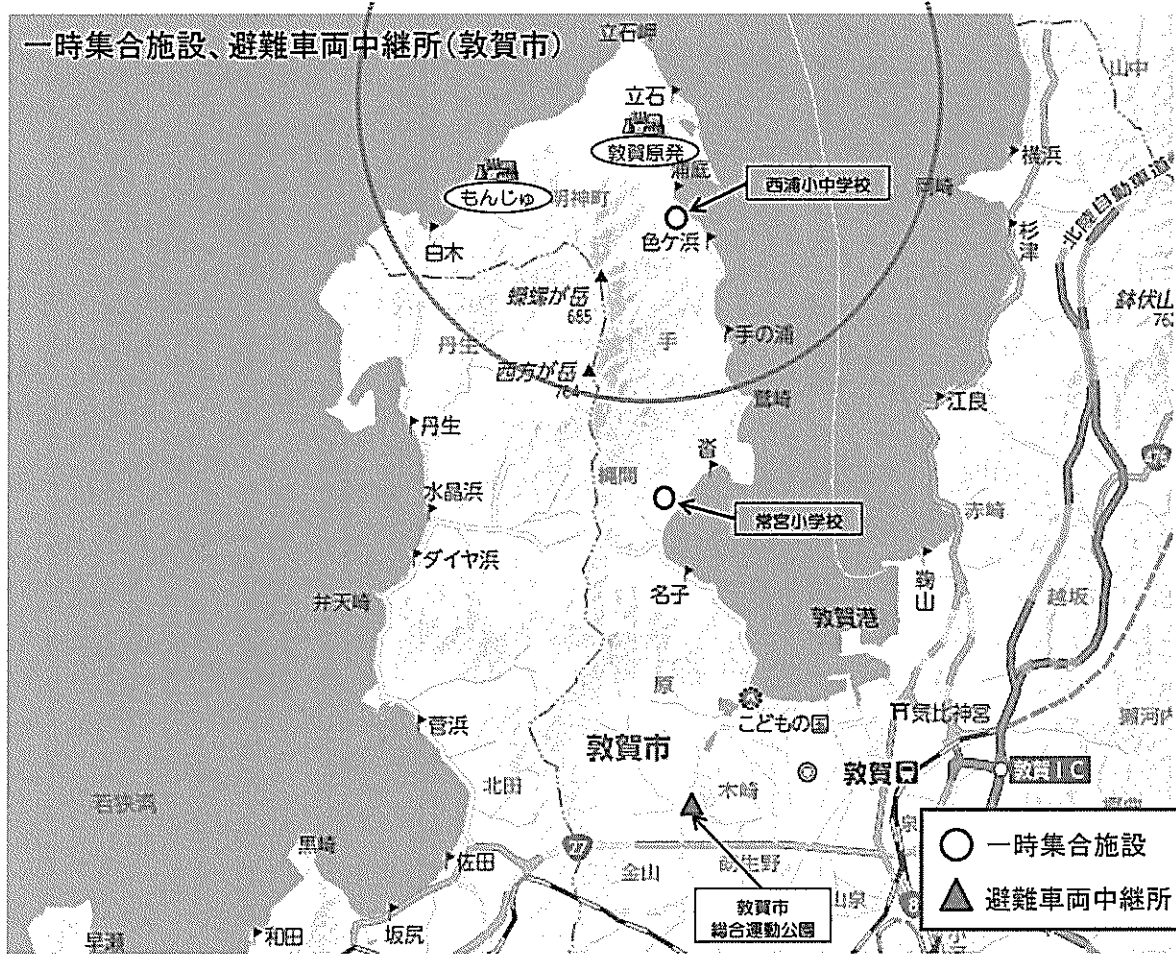 一時集合施設、避難車両中継所(敦賀市)
立石岬
立石
敦賀原発
浦底
西浦小中学校
もんじゅ
明神町
白木
色ケ浜
山中
横浜
岡崎
杉津
北陸自動車道
鉢伏山
蠑螺が岳
685
丹生
手
手の浦
西方が岳
764
鷲崎
江良
丹生
沓
縄間
常宮小学校
水晶浜
ダイヤ浜
赤崎
井天崎
名子
鞠山
敦賀港
越坂
原
こどもの国
気比神宮
菅浜
敦賀市
敦賀
敦賀IC
北田
木崎
若狭湾
黒崎
佐田
27
金山
山泉
8
敦賀市
総合運動公園
早瀬
和田
坂尻
一時集合施設
避難車両中継所